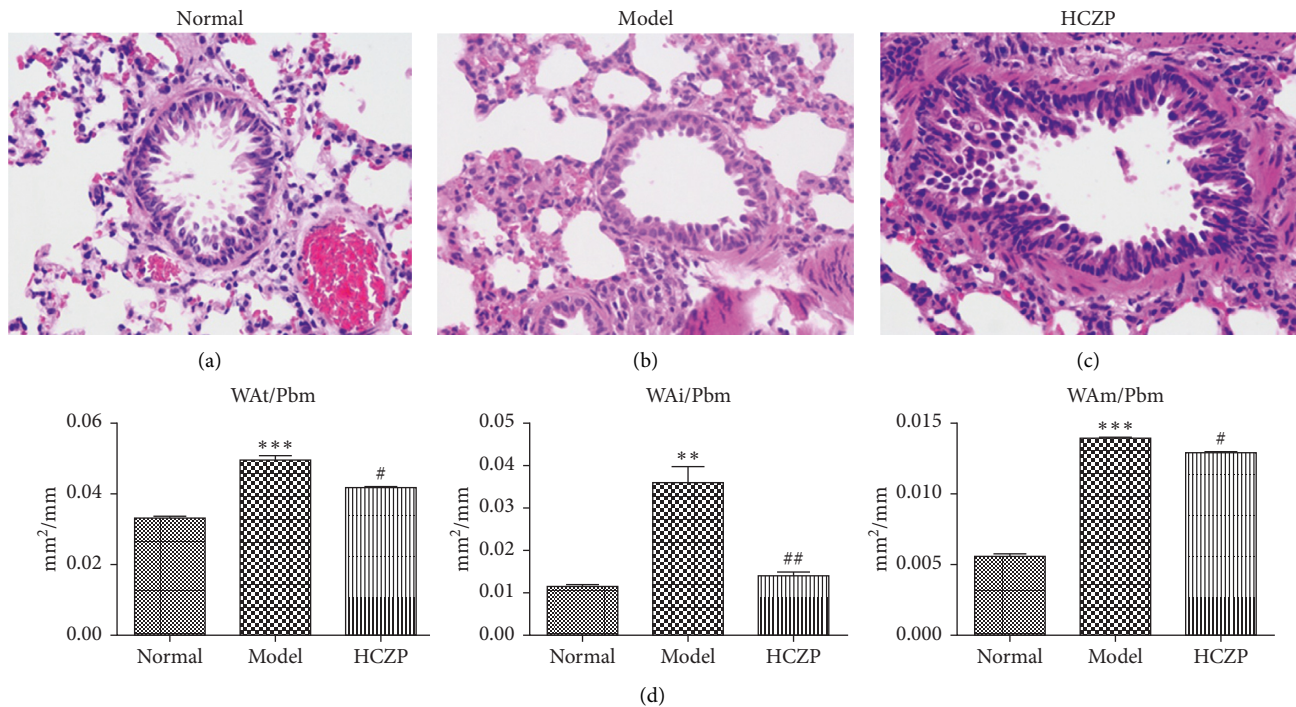 Normal
Model
HCZP
(a)
(b)
(c)
WAt/Pbm
mm²/mm
0.06
0.04
0.02
0.00
***
#
Normal Model HCZP
WAi/Pbm
mm²/mm
0.05
0.04
0.03
0.02
0.01
0.00
**
##
Normal Model HCZP
WAm/Pbm
mm²/mm
0.015
0.010
0.005
0.000
***
#
Normal Model HCZP
(d)